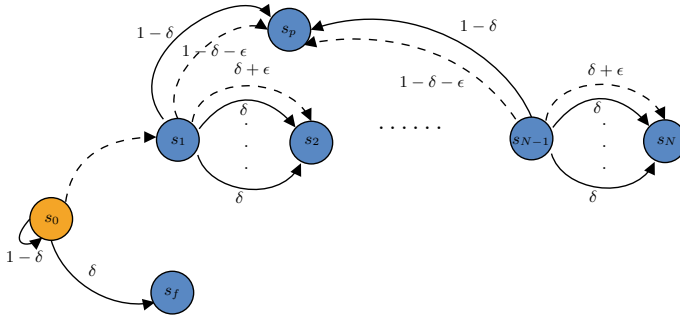 1 − δ
s_p
1 − δ
1 − δ − ϵ
δ + ϵ
1 − δ − ϵ
δ + ϵ
δ
δ
s_1
s_2
· · · · · ·
s_{N−1}
s_N
δ
δ
s_0
1 − δ
δ
s_f